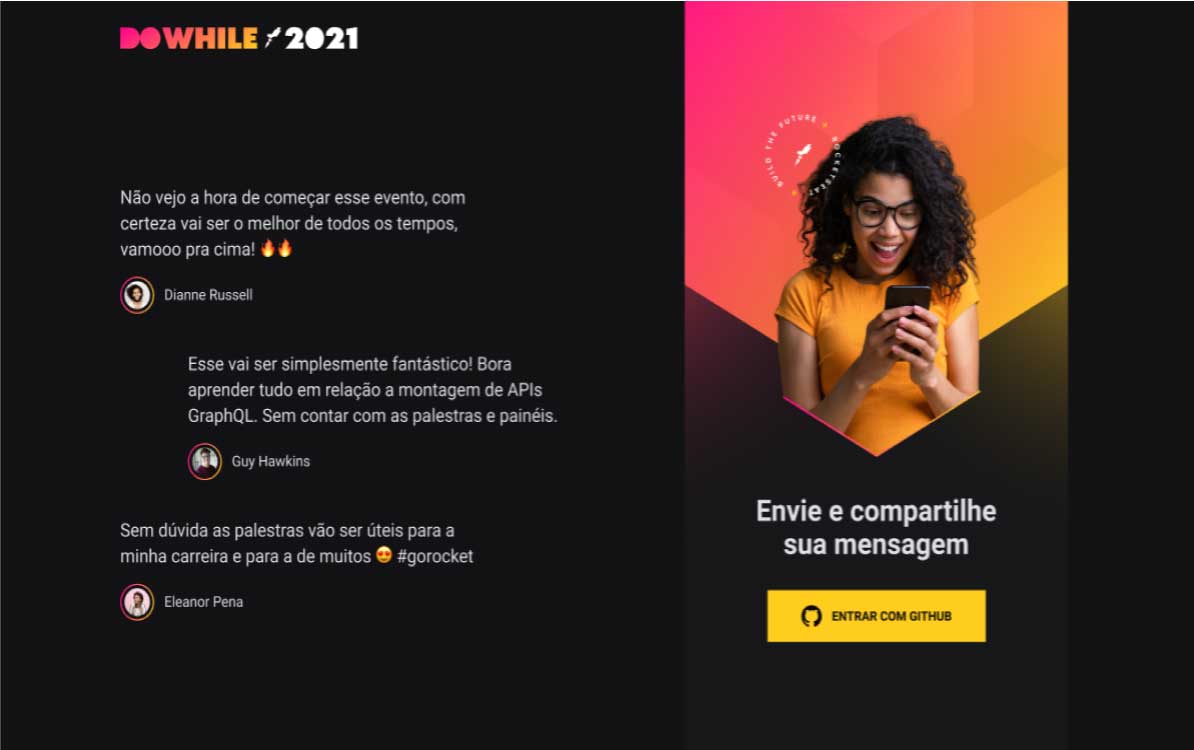 DOWHILE 2021
Não vejo a hora de começar esse evento, com
certeza vai ser o melhor de todos os tempos,
vamooo pra cima! 🔥🔥
Dianne Russell
Esse vai ser simplesmente fantástico! Bora
aprender tudo em relação a montagem de APIs
GraphQL. Sem contar com as palestras e painéis.
Guy Hawkins
Sem dúvida as palestras vão ser úteis para a
minha carreira e para a de muitos 😍 #gorocket
Eleanor Pena
BUILD THE FUTURE
ROCKETSEAT
Envie e compartilhe
sua mensagem
ENTRAR COM GITHUB